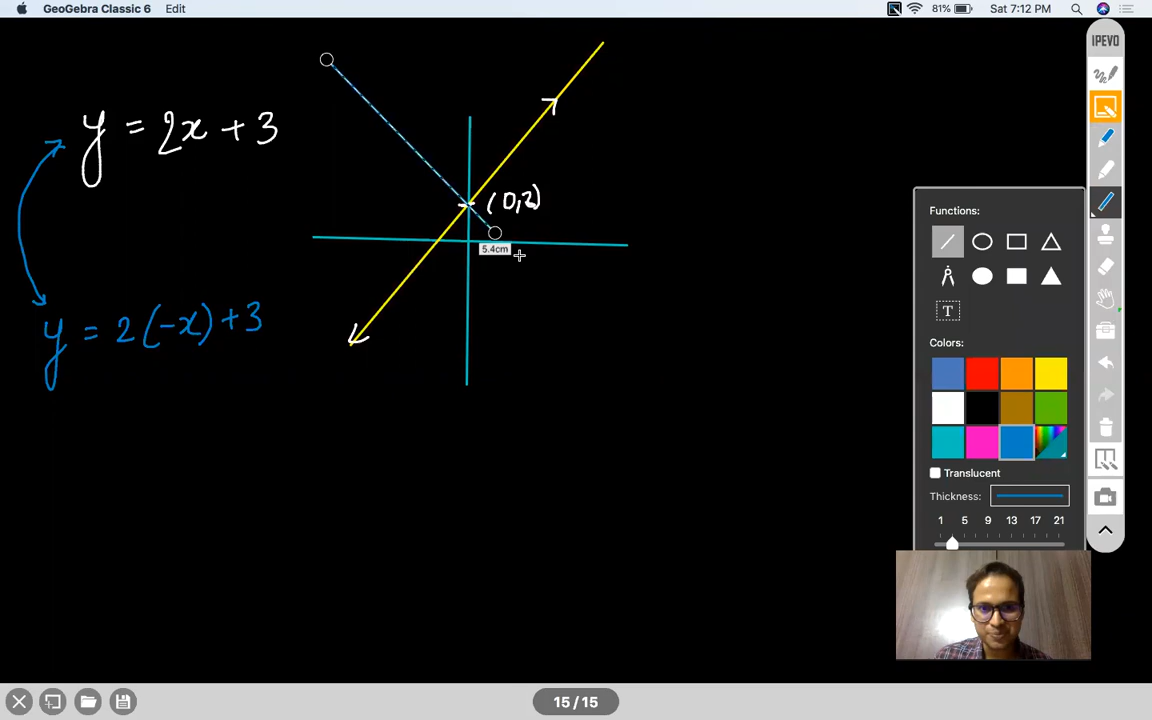 GeoGebra Classic 6 Edit
81% Sat 7:12 PM
IPEVO
y = 2x + 3
(0,3)
5.4cm
y = 2(-x) + 3
Functions:
T
Colors:
Translucent
Thickness:
1 5 9 13 17 21
15 / 15